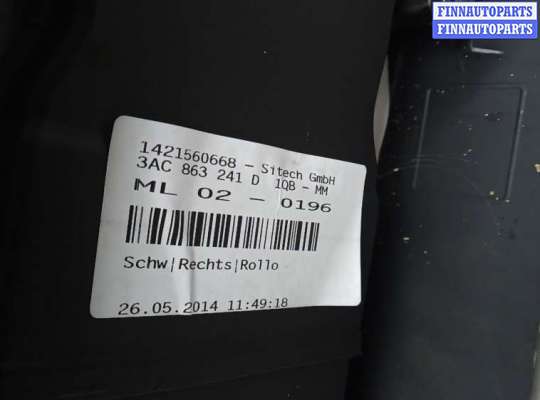 FINNAUTOPARTS
FINNAUTOPARTS
1421560668 - Sitech GmbH
3AC 863 241 D 1QB - MM
ML 02 - 0196
Schw|Rechts|Rollo
26.05.2014 11:49:18